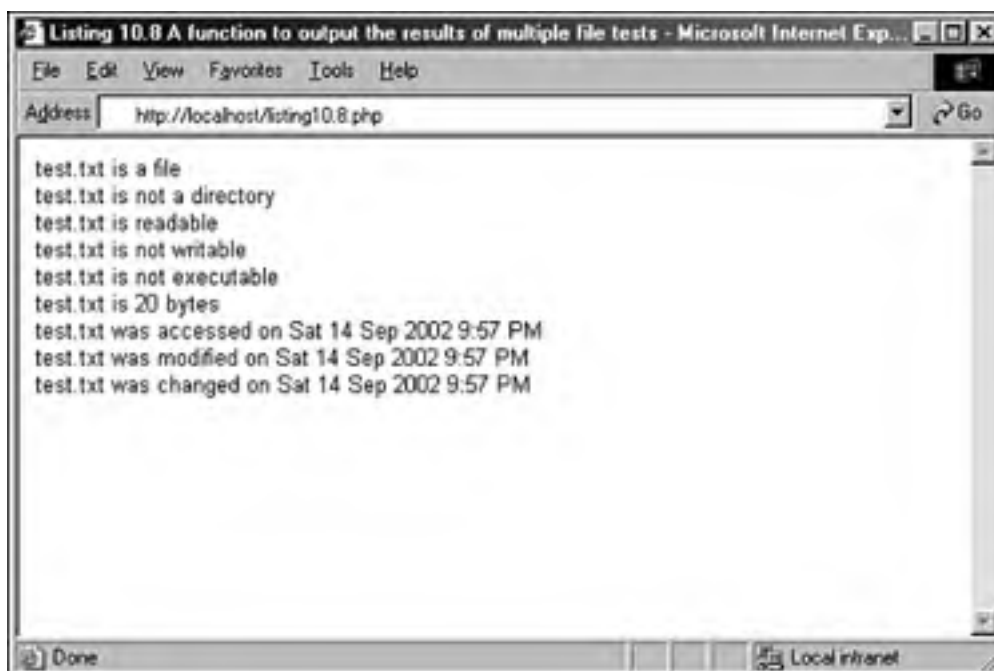 Listing 10.8 A function to output the results of multiple file tests - Microsoft Internet Exp...
File Edit View Favorites Tools Help
Address http://localhost/listing10.8.php Go
test.txt is a file
test.txt is not a directory
test.txt is readable
test.txt is not writable
test.txt is not executable
test.txt is 20 bytes
test.txt was accessed on Sat 14 Sep 2002 9:57 PM
test.txt was modified on Sat 14 Sep 2002 9:57 PM
test.txt was changed on Sat 14 Sep 2002 9:57 PM
Done Local intranet